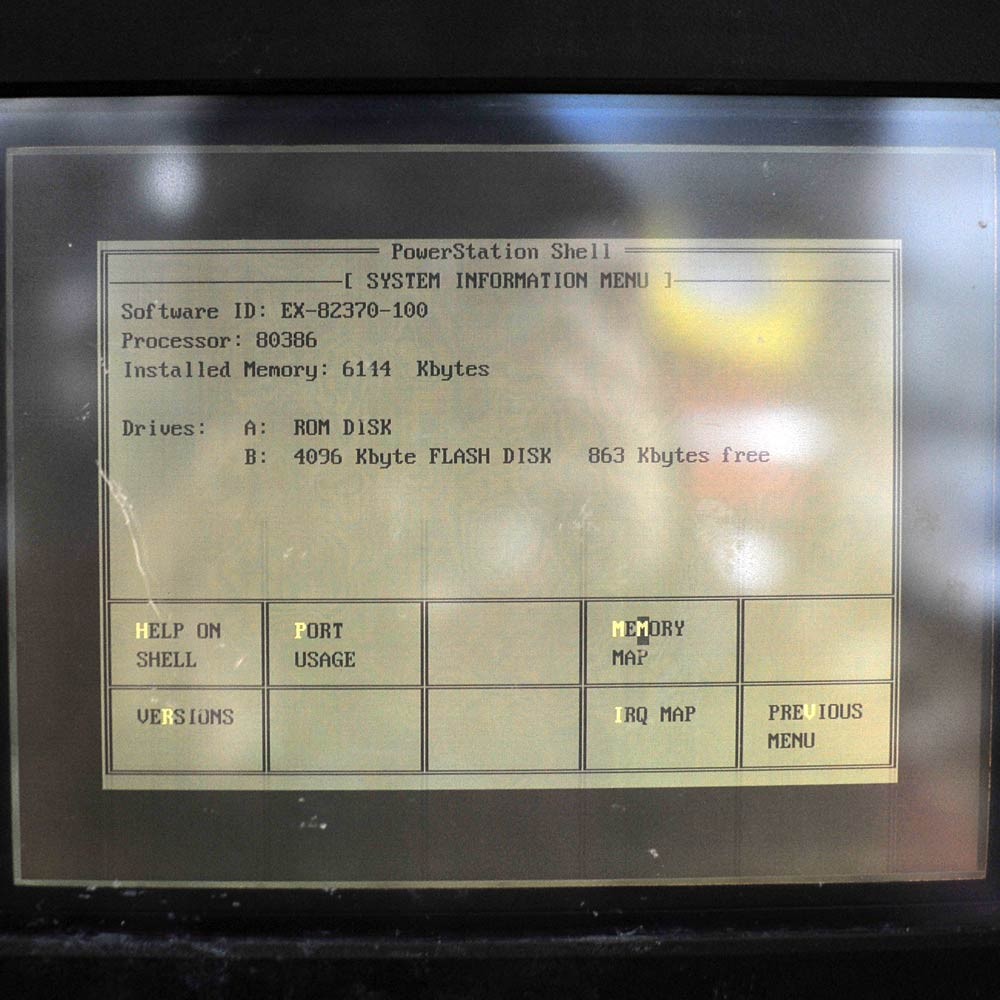 PowerStation Shell
[ SYSTEM INFORMATION MENU ]
Software ID: EX-82370-100
Processor: 80386
Installed Memory: 6144 Kbytes
Drives: A: ROM DISK
B: 4096 Kbyte FLASH DISK 863 Kbytes free
HELP ON
SHELL
PORT
USAGE
MEMORY
MAP
VERSIONS
IRQ MAP
PREVIOUS
MENU